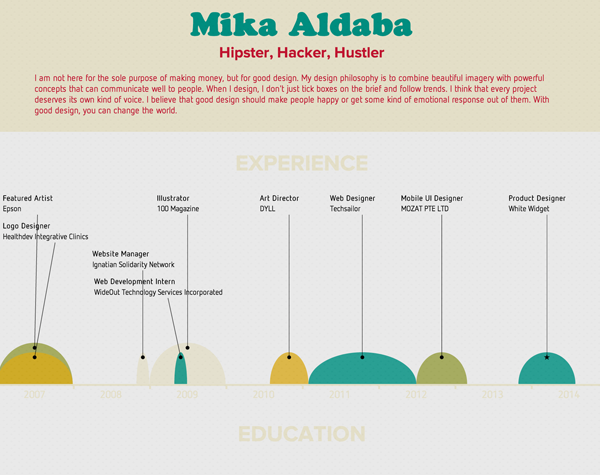 Mika Aldaba
Hipster, Hacker, Hustler
I am not here for the sole purpose of making money, but for good design. My design philosophy is to combine beautiful imagery with powerful
concepts that can communicate well to people. When I design, I don't just tick boxes on the brief and follow trends. I think that every project
deserves its own kind of voice. I believe that good design should make people happy or get some kind of emotional response out of them. With
good design, you can change the world.
EXPERIENCE
Featured Artist
Epson
Logo Designer
Healthdev Integrative Clinics
Website Manager
Ignatian Solidarity Network
Web Development Intern
WideOut Technology Services Incorporated
Illustrator
100 Magazine
Art Director
DYLL
Web Designer
Techsailor
Mobile UI Designer
MOZAT PTE LTD
Product Designer
White Widget
2007 2008 2009 2010 2011 2012 2013 2014
EDUCATION